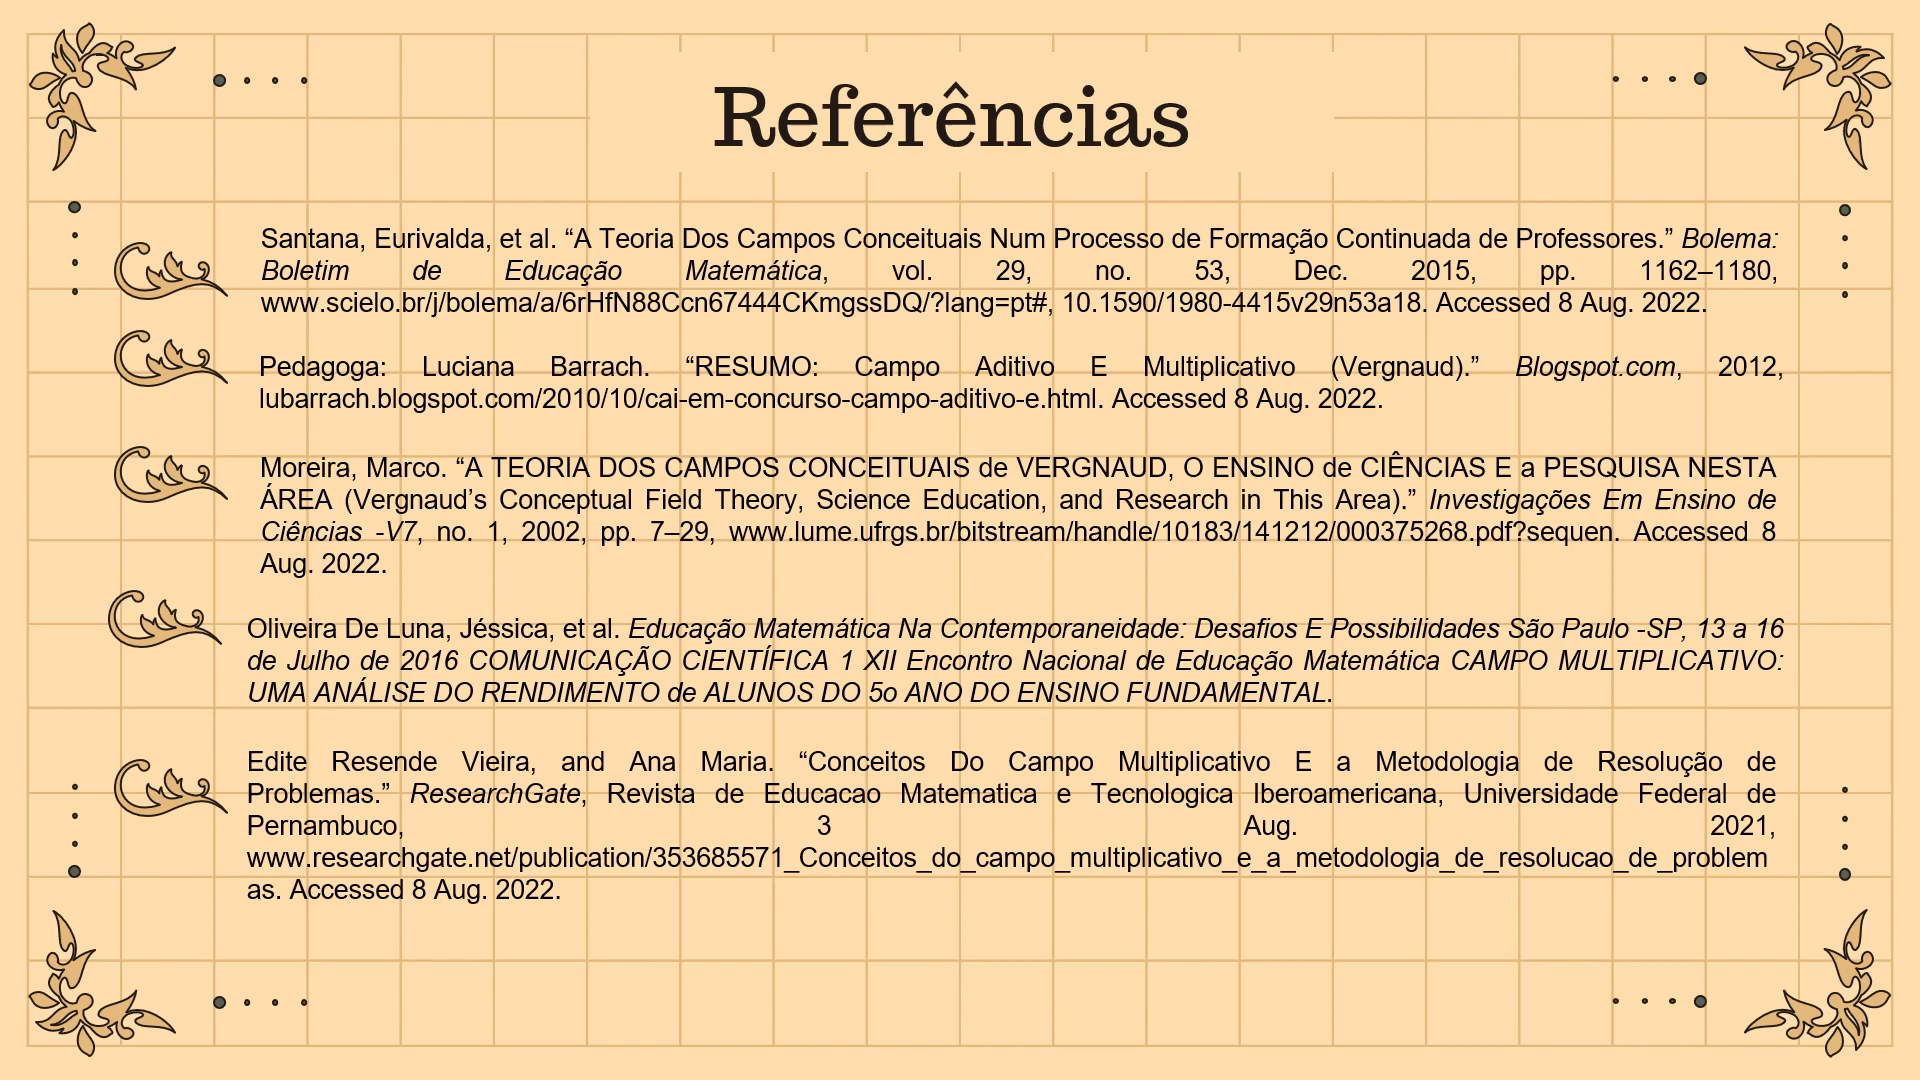 Referências
Santana, Eurivalda, et al. “A Teoria Dos Campos Conceituais Num Processo de Formação Continuada de Professores.” Bolema:
Boletim de Educação Matemática, vol. 29, no. 53, Dec. 2015, pp. 1162–1180,
www.scielo.br/j/bolema/a/6rHfN88Ccn67444CKmgssDQ/?lang=pt#, 10.1590/1980-4415v29n53a18. Accessed 8 Aug. 2022.
Pedagoga: Luciana Barrach. “RESUMO: Campo Aditivo E Multiplicativo (Vergnaud).” Blogspot.com, 2012,
lubarrach.blogspot.com/2010/10/cai-em-concurso-campo-aditivo-e.html. Accessed 8 Aug. 2022.
Moreira, Marco. “A TEORIA DOS CAMPOS CONCEITUAIS de VERGNAUD, O ENSINO de CIÊNCIAS E a PESQUISA NESTA
ÁREA (Vergnaud’s Conceptual Field Theory, Science Education, and Research in This Area).” Investigações Em Ensino de
Ciências -V7, no. 1, 2002, pp. 7–29, www.lume.ufrgs.br/bitstream/handle/10183/141212/000375268.pdf?sequen. Accessed 8
Aug. 2022.
Oliveira De Luna, Jéssica, et al. Educação Matemática Na Contemporaneidade: Desafios E Possibilidades São Paulo -SP, 13 a 16
de Julho de 2016 COMUNICAÇÃO CIENTÍFICA 1 XII Encontro Nacional de Educação Matemática CAMPO MULTIPLICATIVO:
UMA ANÁLISE DO RENDIMENTO de ALUNOS DO 5o ANO DO ENSINO FUNDAMENTAL.
Edite Resende Vieira, and Ana Maria. “Conceitos Do Campo Multiplicativo E a Metodologia de Resolução de
Problemas.” ResearchGate, Revista de Educacao Matematica e Tecnologica Iberoamericana, Universidade Federal de
Pernambuco, 3 Aug. 2021,
www.researchgate.net/publication/353685571_Conceitos_do_campo_multiplicativo_e_a_metodologia_de_resolucao_de_problem
as. Accessed 8 Aug. 2022.